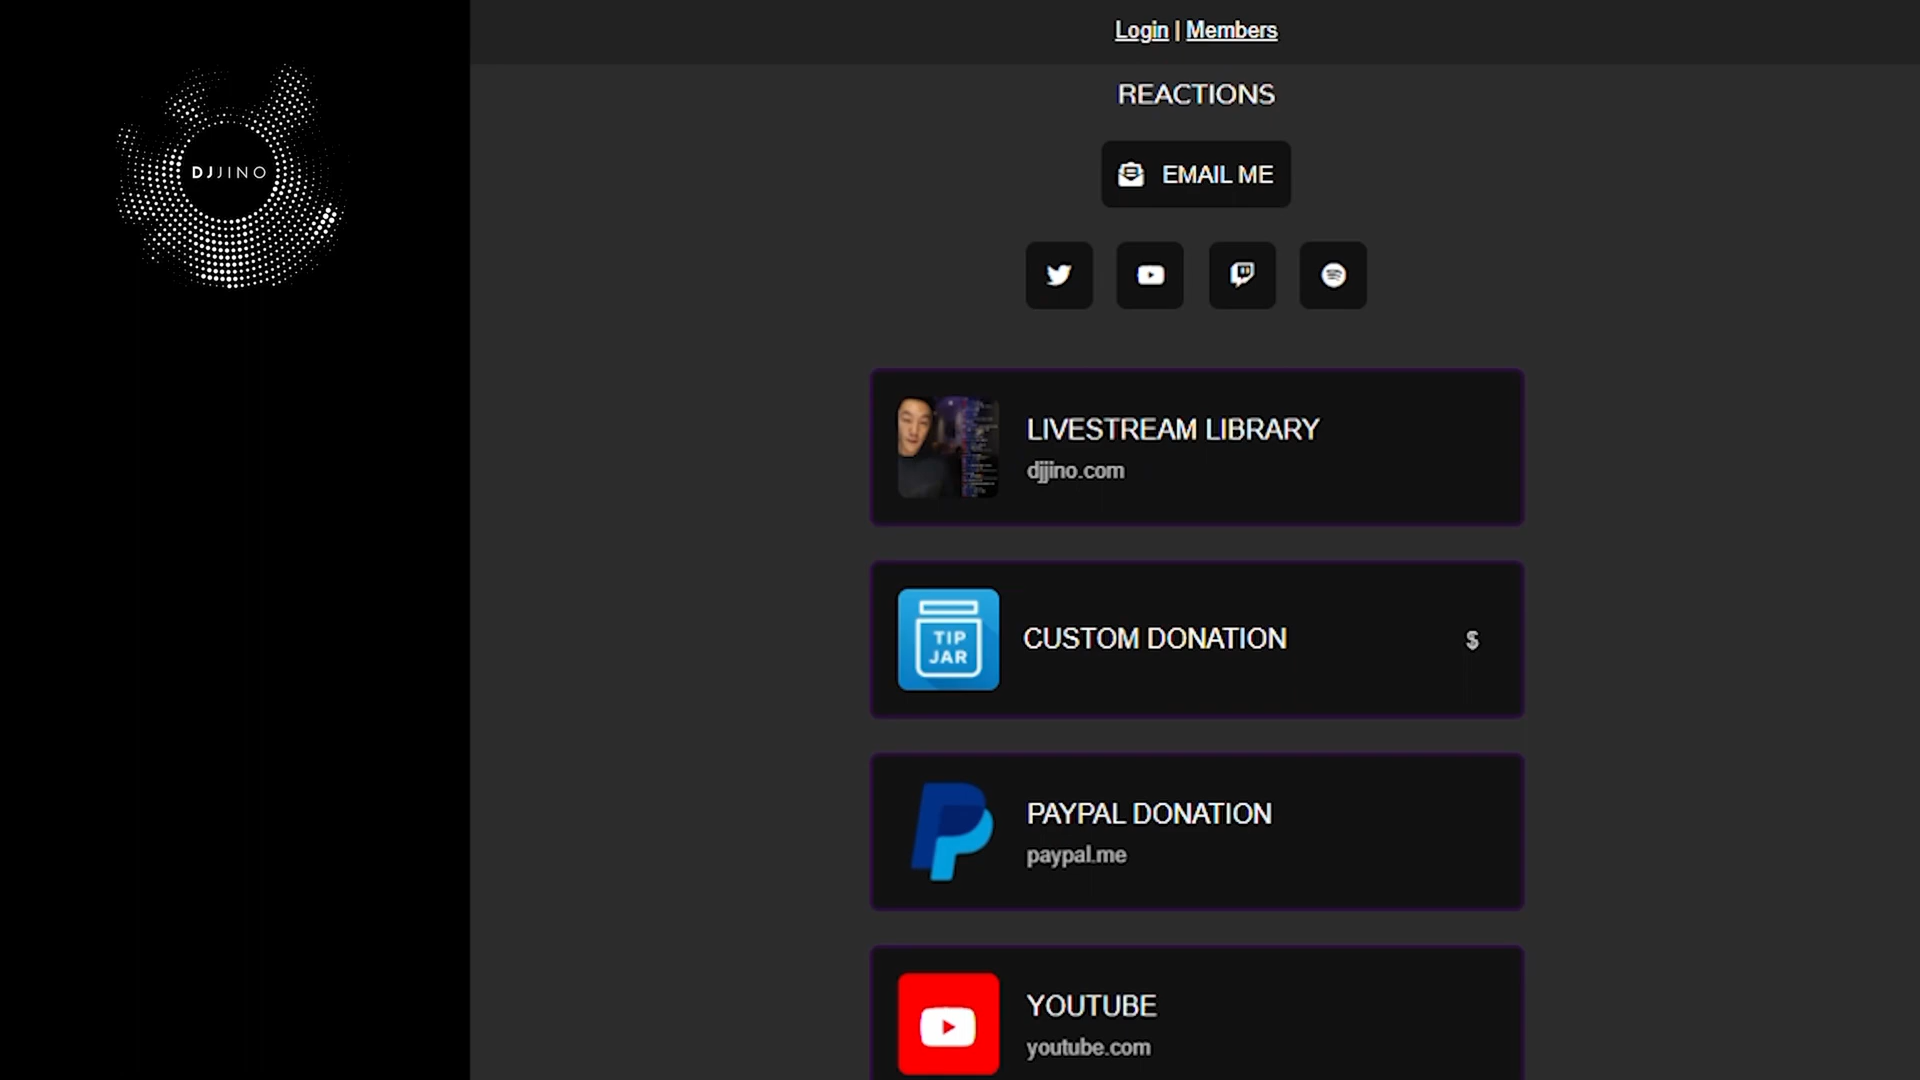 DJJINO
Login | Members
REACTIONS
EMAIL ME
LIVESTREAM LIBRARY
djjino.com
TIP
JAR
CUSTOM DONATION
$
PAYPAL DONATION
paypal.me
YOUTUBE
youtube.com